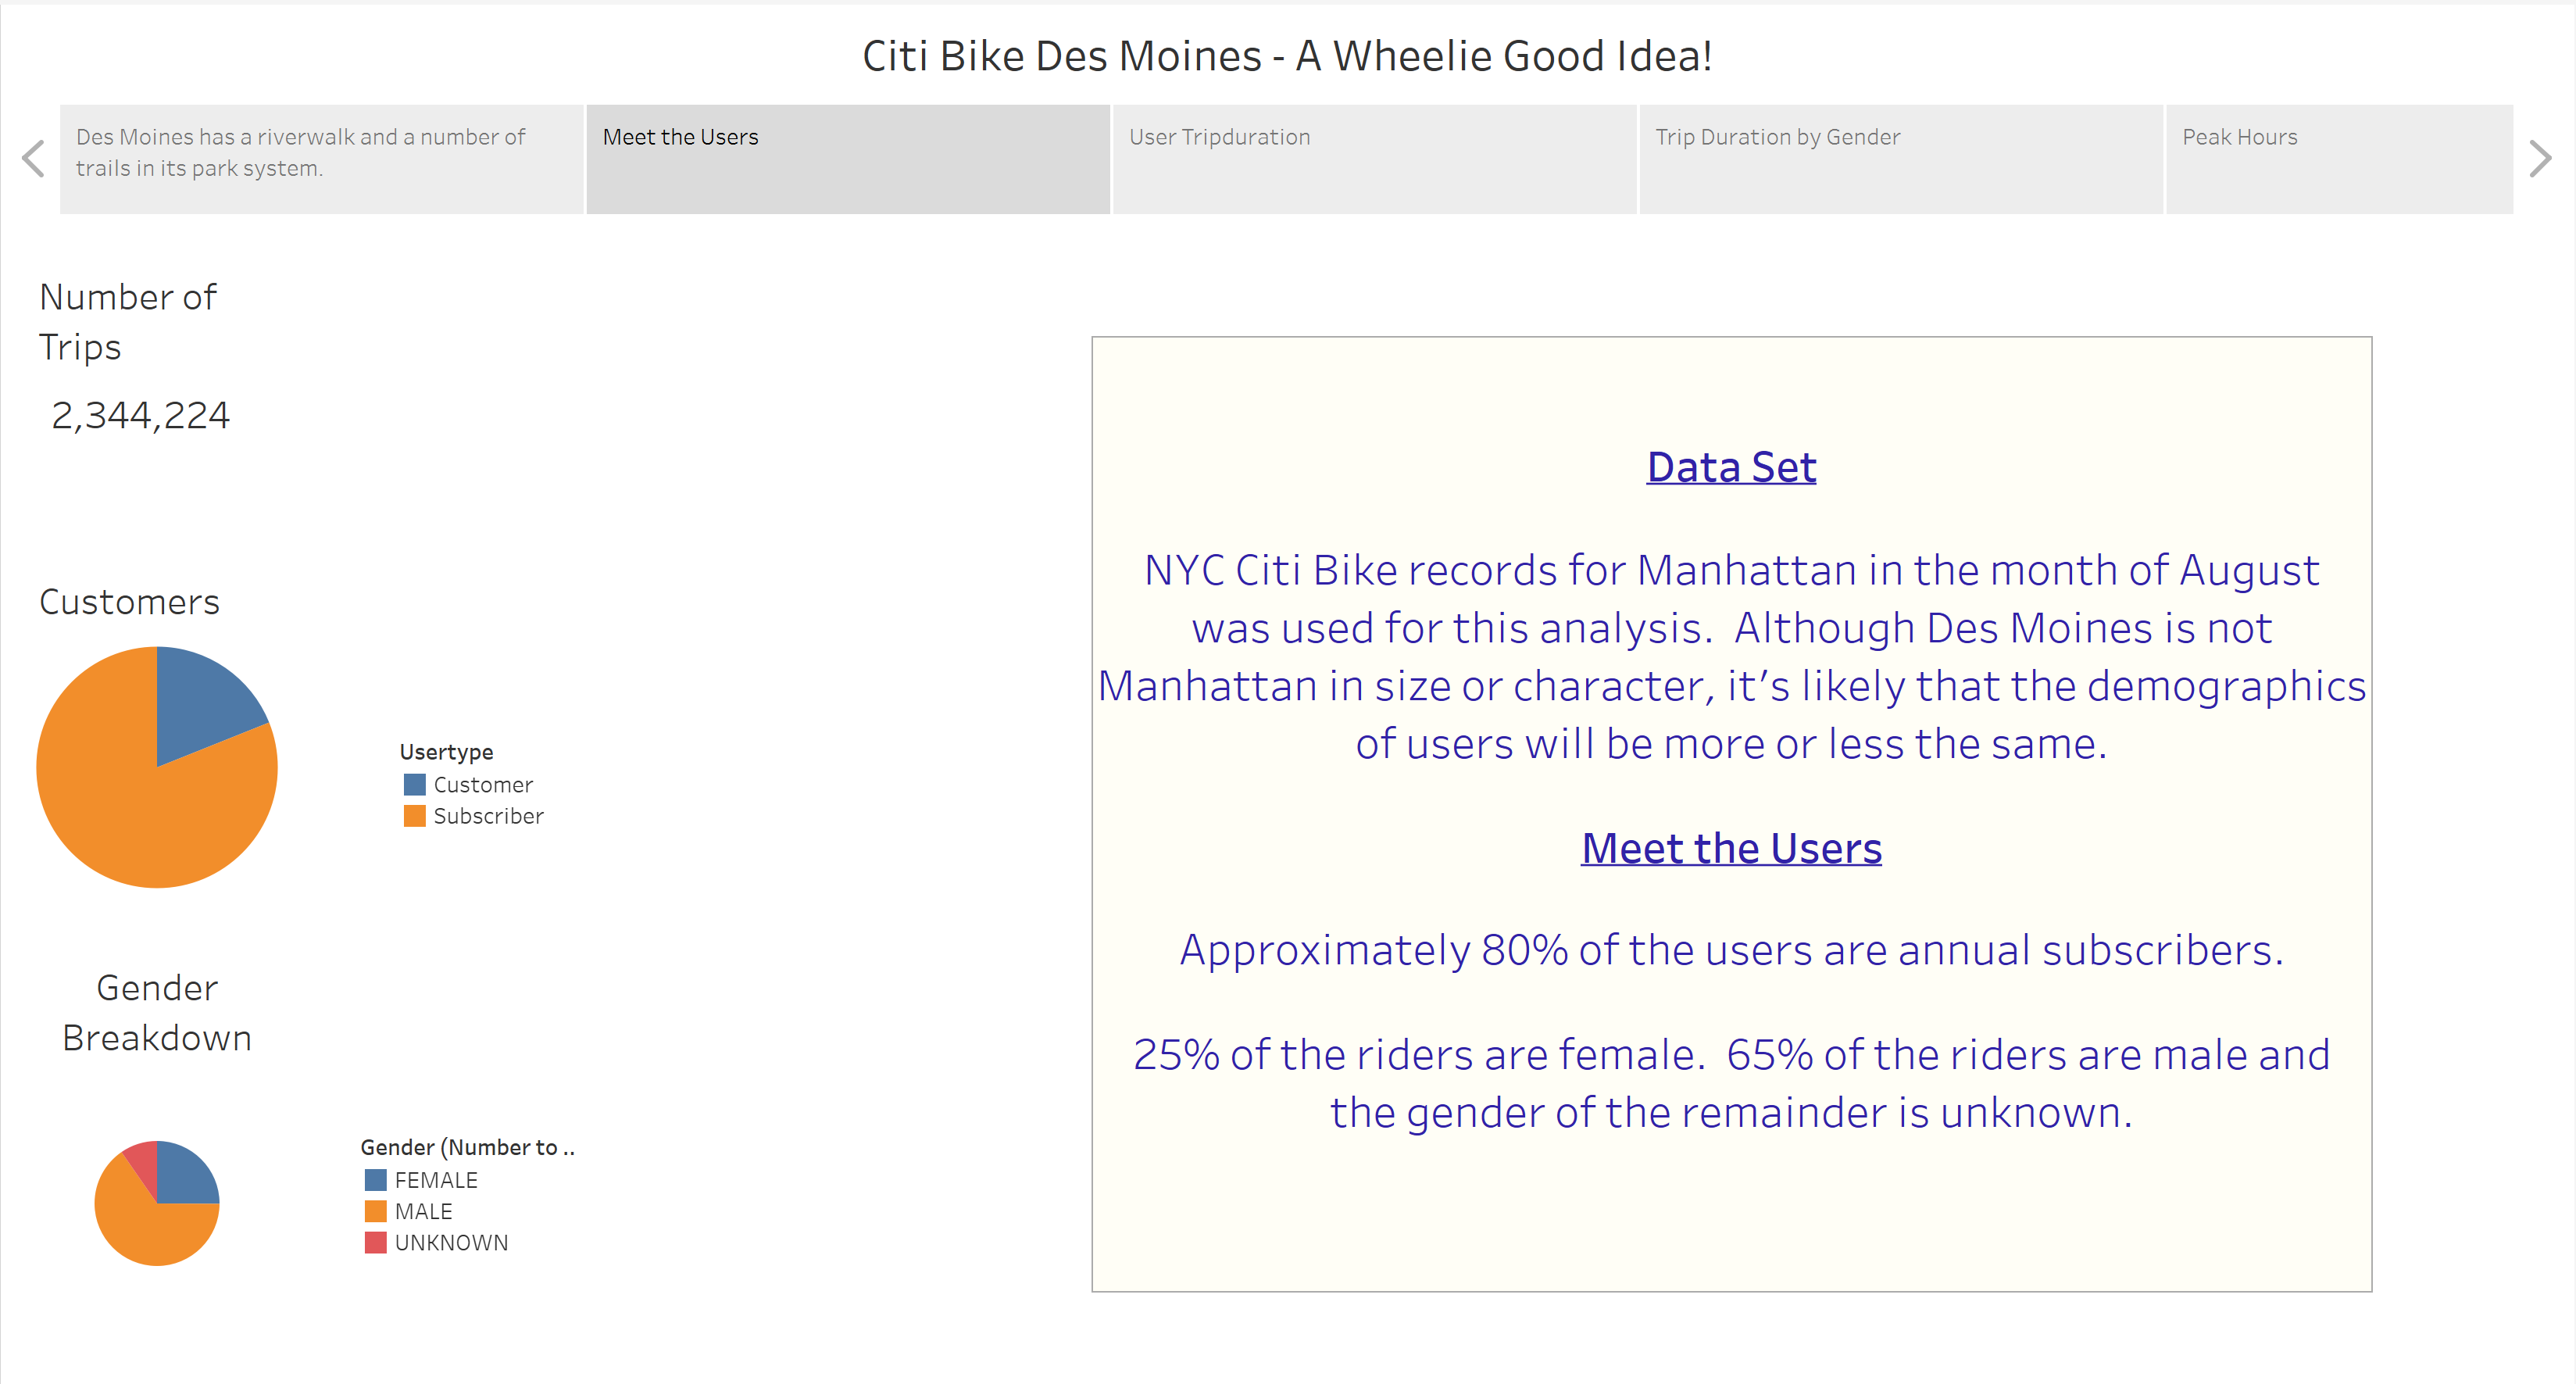 Citi Bike Des Moines - A Wheelie Good Idea!
Des Moines has a riverwalk and a number of
trails in its park system.
Meet the Users
User Tripduration
Trip Duration by Gender
Peak Hours
Number of
Trips
2,344,224
Customers
Usertype
Customer
Subscriber
Gender
Breakdown
Gender (Number to ..
FEMALE
MALE
UNKNOWN
Data Set
NYC Citi Bike records for Manhattan in the month of August
was used for this analysis.  Although Des Moines is not
Manhattan in size or character, it’s likely that the demographics
of users will be more or less the same.
Meet the Users
Approximately 80% of the users are annual subscribers.
25% of the riders are female.  65% of the riders are male and
the gender of the remainder is unknown.